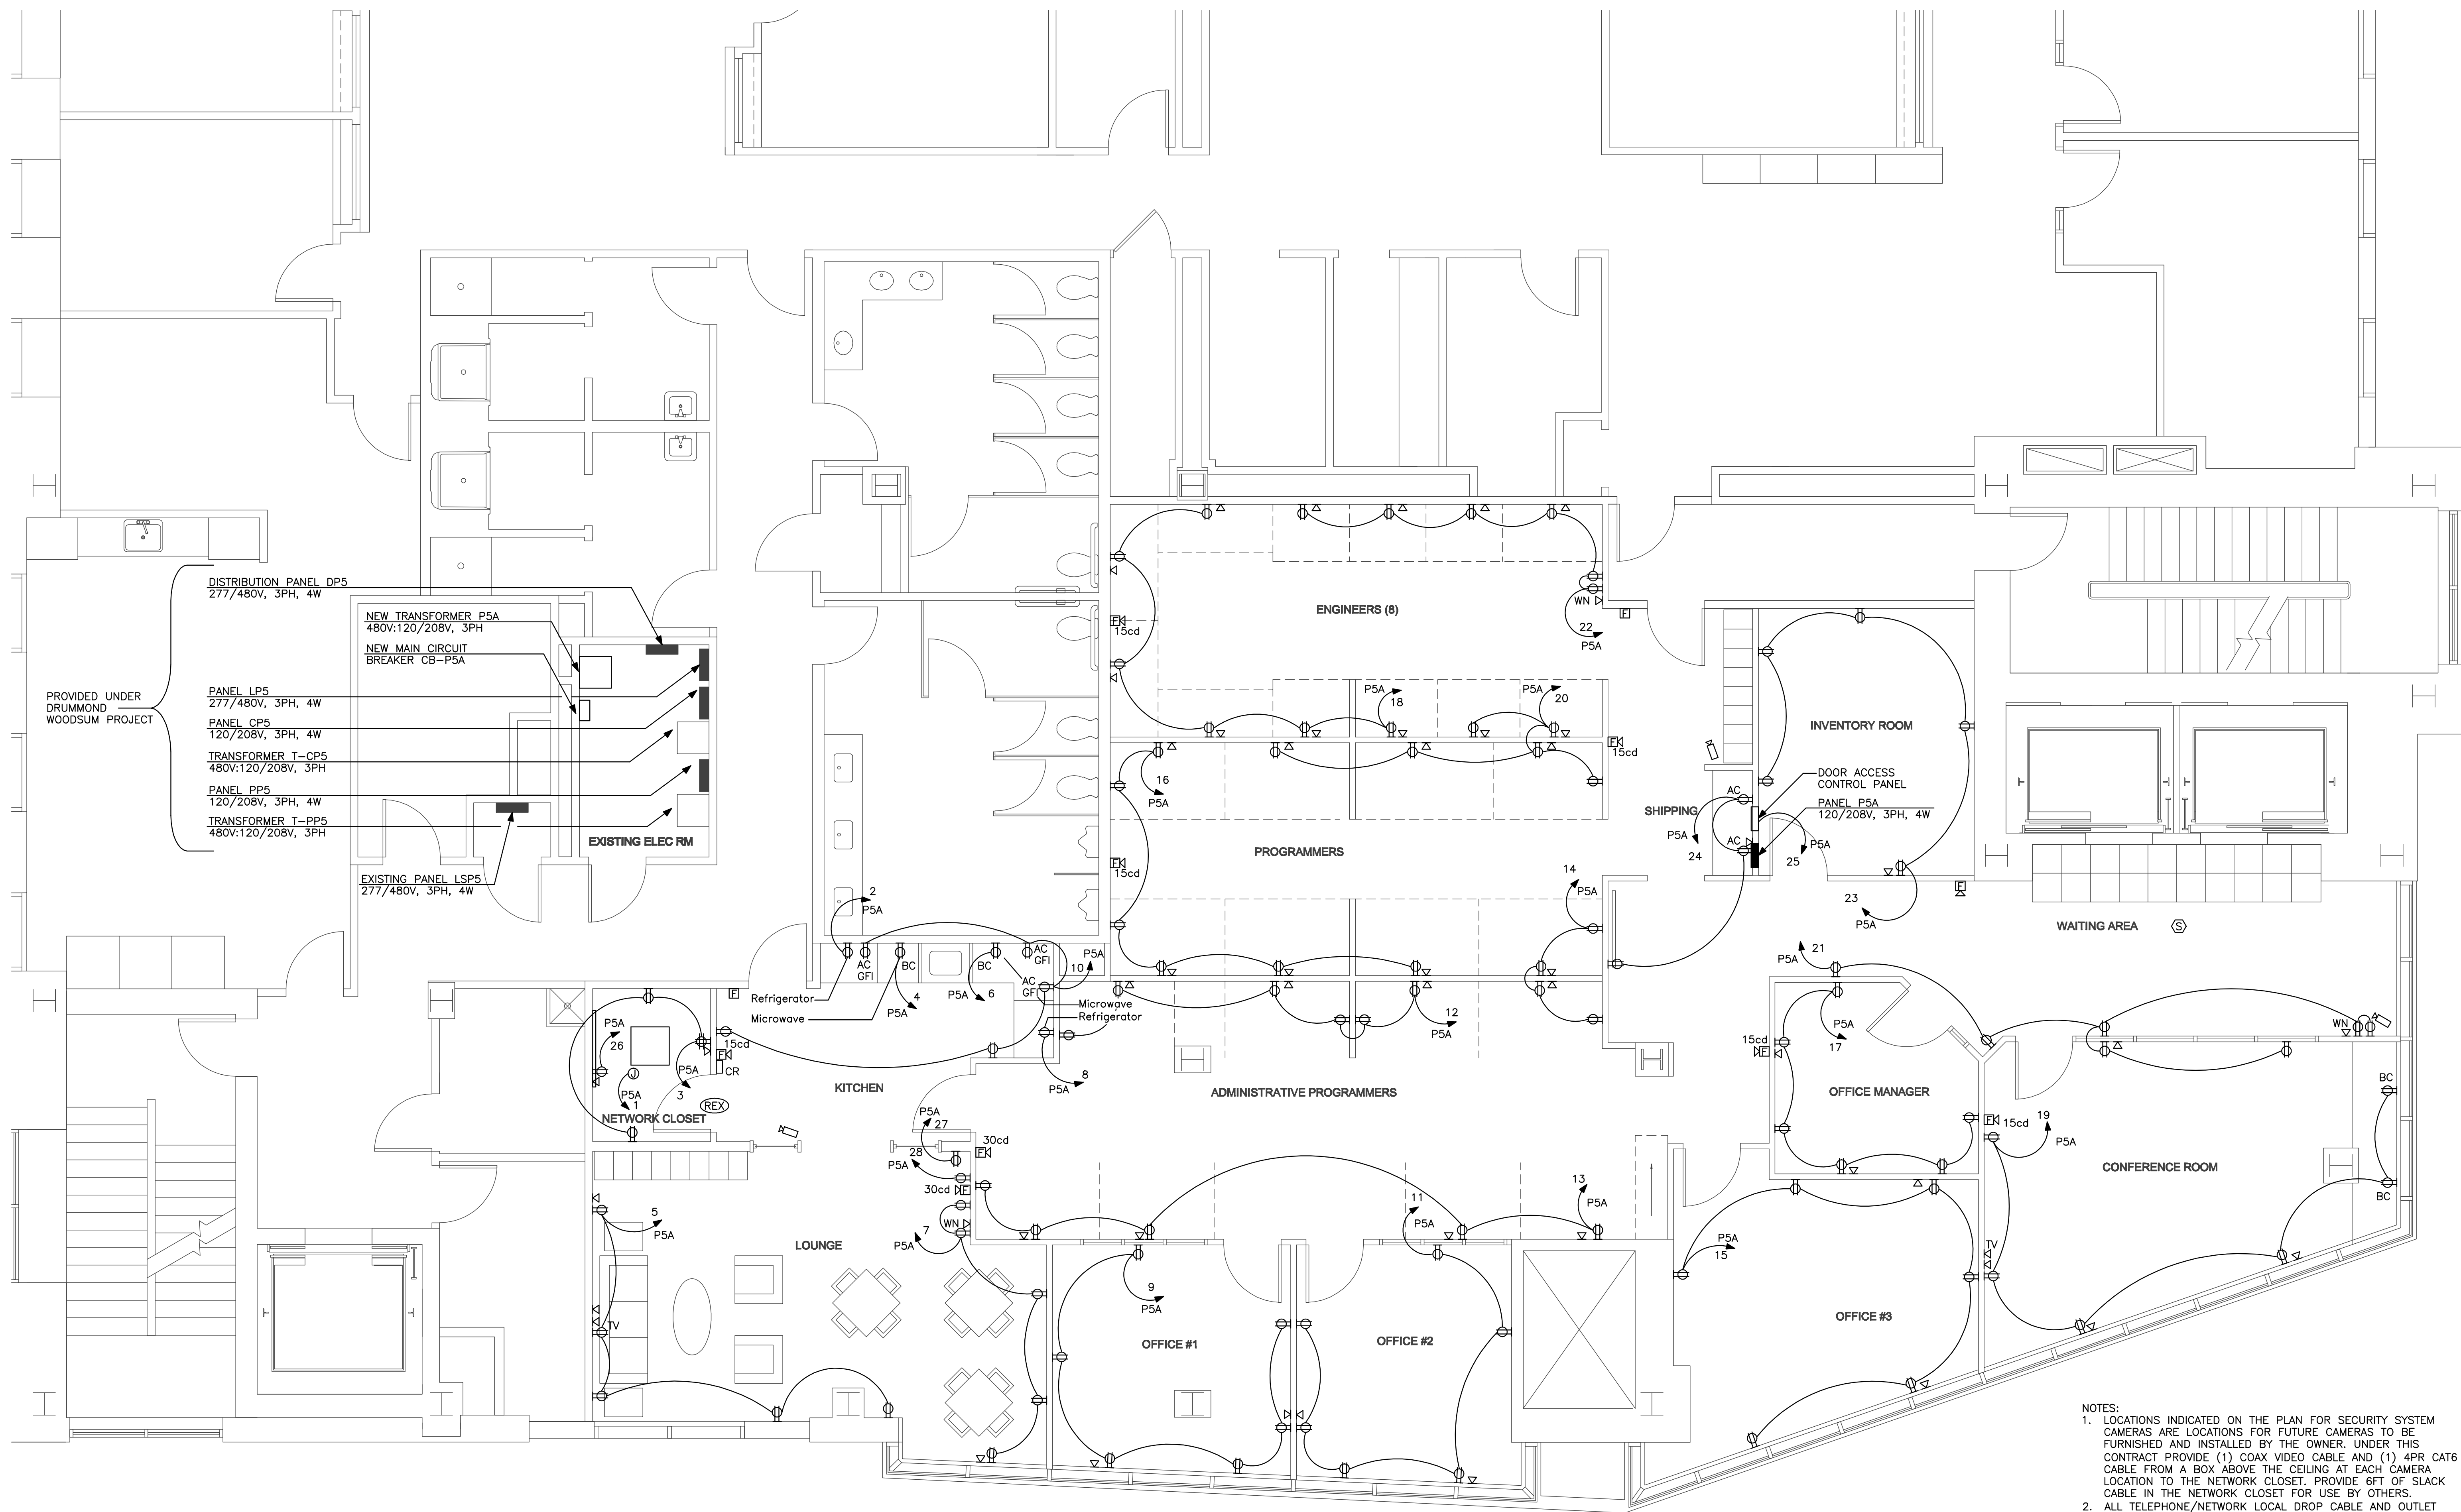 DISTRIBUTION PANEL DP5
277/480V, 3PH, 4W
NEW TRANSFORMER P5A
480V:120/208V, 3PH
NEW MAIN CIRCUIT
BREAKER CB-P5A
PROVIDED UNDER
DRUMMOND
WOODSUM PROJECT
PANEL LP5
277/480V, 3PH, 4W
PANEL CP5
120/208V, 3PH, 4W
TRANSFORMER T-CP5
480V:120/208V, 3PH
PANEL PP5
120/208V, 3PH, 4W
TRANSFORMER T-PP5
480V:120/208V, 3PH
EXISTING ELEC RM
EXISTING PANEL LSP5
277/480V, 3PH, 4W
ENGINEERS (8)
F
15cd
WN
22
P5A
F
P5A
18
P5A
20
F
15cd
16
P5A
PROGRAMMERS
F
15cd
14
P5A
INVENTORY ROOM
DOOR ACCESS
CONTROL PANEL
PANEL P5A
120/208V, 3PH, 4W
SHIPPING
AC
P5A
AC
24
25
P5A
23
P5A
F
WAITING AREA
S
2
P5A
AC
GFI
BC
BC
AC
GFI
AC
GFI
P5A
10
4
P5A
6
P5A
Refrigerator
Microwave
Microwave
Refrigerator
F
P5A
26
J
P5A
1
P5A
3
15cd
F
CR
REX
NETWORK CLOSET
KITCHEN
8
P5A
12
P5A
ADMINISTRATIVE PROGRAMMERS
21
P5A
P5A
17
15cd
F
OFFICE MANAGER
F
15cd
19
P5A
WN
BC
BC
CONFERENCE ROOM
TV
P5A
27
28
P5A
30cd
F
30cd
F
WN
7
P5A
5
P5A
LOUNGE
TV
9
P5A
OFFICE #1
11
P5A
OFFICE #2
13
P5A
15
P5A
OFFICE #3
NOTES:
1. LOCATIONS INDICATED ON THE PLAN FOR SECURITY SYSTEM
CAMERAS ARE LOCATIONS FOR FUTURE CAMERAS TO BE
FURNISHED AND INSTALLED BY THE OWNER. UNDER THIS
CONTRACT PROVIDE (1) COAX VIDEO CABLE AND (1) 4PR CAT6
CABLE FROM A BOX ABOVE THE CEILING AT EACH CAMERA
LOCATION TO THE NETWORK CLOSET. PROVIDE 6FT OF SLACK
CABLE IN THE NETWORK CLOSET FOR USE BY OTHERS.
2. ALL TELEPHONE/NETWORK LOCAL DROP CABLE AND OUTLET